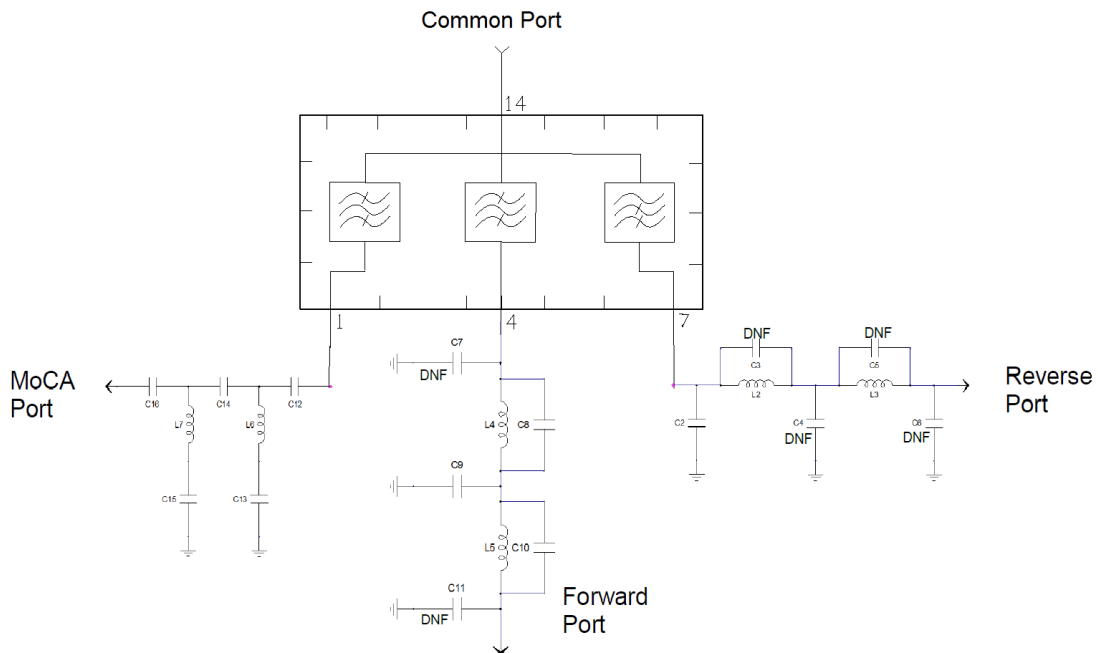 Common Port
14
1
4
7
MoCA
Port
C16
C14
C12
L7
L6
C15
C13
C7
DNF
L4
C8
C9
L5
C10
C11
DNF
Forward
Port
DNF
C3
L2
DNF
C5
L3
C2
C4
DNF
C6
DNF
Reverse
Port